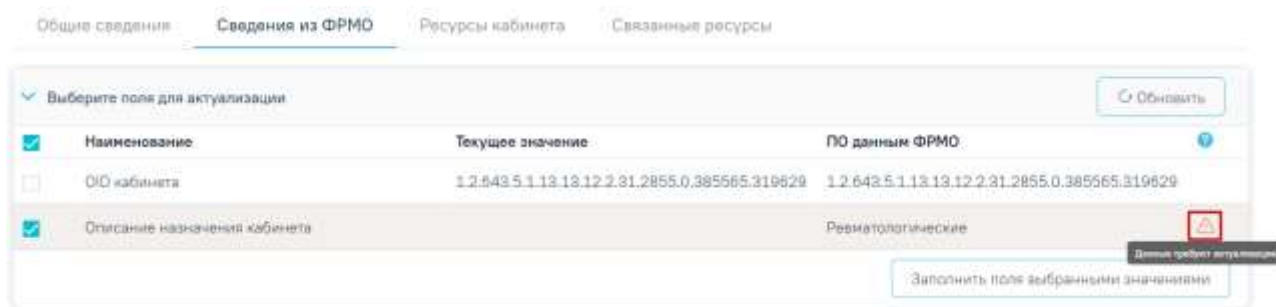 Общие сведения Сведения из ФРМО Ресурсы кабинета Связанные ресурсы
Выберите поля для актуализации Обновить
Наименование Текущее значение ПО данным ФРМО
OID кабинета 1.2.643.5.1.13.13.12.2.31.2855.0.385565.319629 1.2.643.5.1.13.13.12.2.31.2855.0.385565.319629
Описание назначения кабинета Ревматологические
Данные требуют актуализации
Заполнить поля выбранными значениями